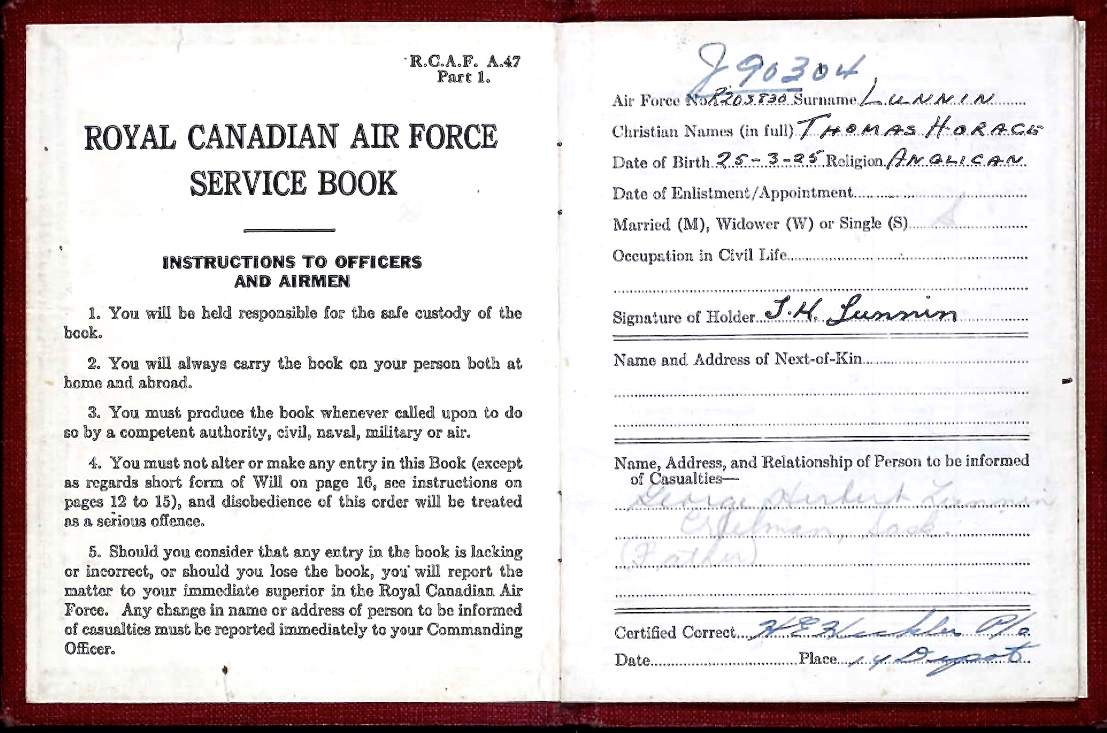 R.C.A.F. A.47
Part 1.
ROYAL CANADIAN AIR FORCE
SERVICE BOOK
INSTRUCTIONS TO OFFICERS
AND AIRMEN
1. You will be held responsible for the safe custody of the
book.
2. You will always carry the book on your person both at
home and abroad.
3. You must produce the book whenever called upon to do
so by a competent authority, civil, naval, military or air.
4. You must not alter or make any entry in this Book (except
as regards short form of Will on page 16, see instructions on
pages 12 to 15), and disobedience of this order will be treated
as a serious offence.
5. Should you consider that any entry in the book is lacking
or incorrect, or should you lose the book, you will report the
matter to your immediate superior in the Royal Canadian Air
Force. Any change in name or address of person to be informed
of casualties must be reported immediately to your Commanding
Officer.
J90304
Air Force No. Surname LUNNIN
Christian Names (in full) THOMAS HORACE
Date of Birth 25-3-25 Religion ANGLICAN
Date of Enlistment/Appointment
Married (M), Widower (W) or Single (S) S
Occupation in Civil Life
Signature of Holder T.H. Lunnin
Name and Address of Next-of-Kin
Name, Address, and Relationship of Person to be informed
of Casualties—
George Herbert Lunnin
Sask.
(Father)
Certified Correct P/O
Date Place Depot